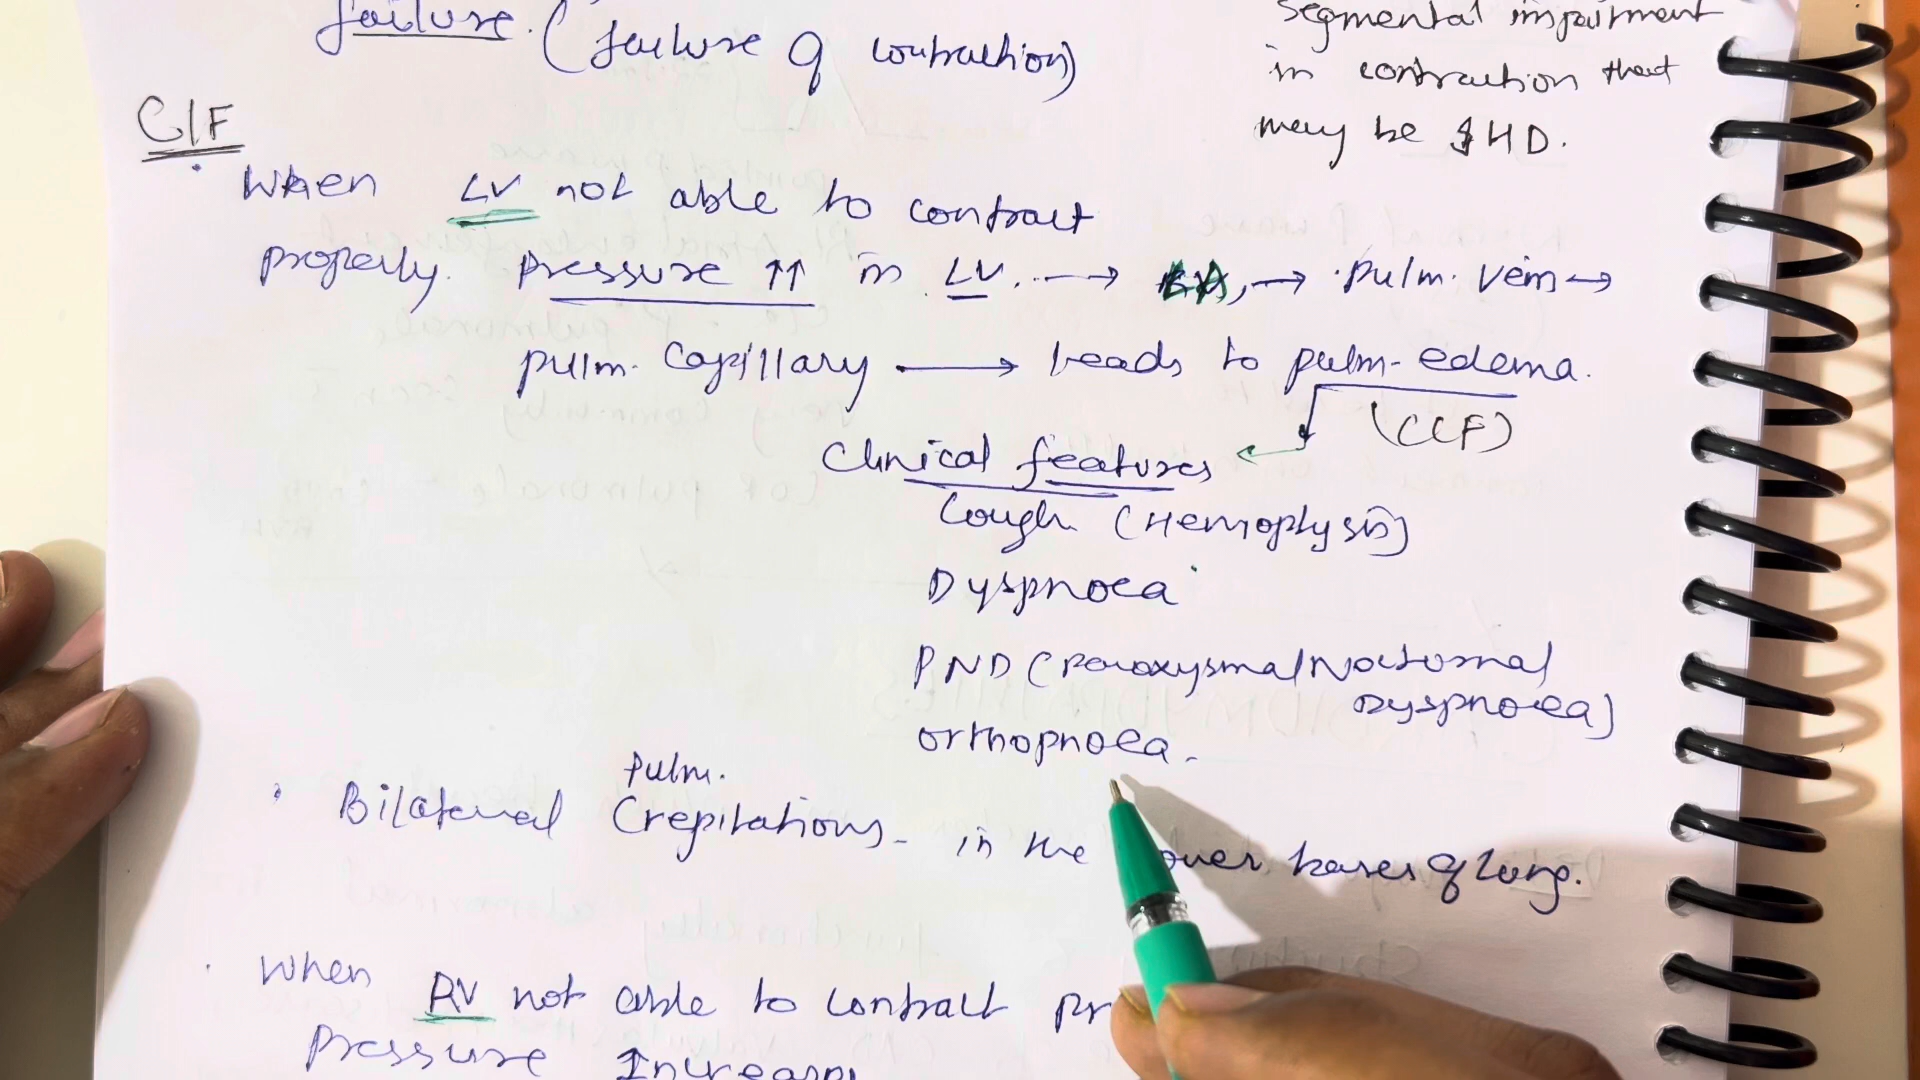 failure. (failure of contraction)
Segmental impairment
in contraction that
may be IHD.
C/F
When LV not able to contract
properly. Pressure ↑↑ in LV. → LA, → pulm. vein →
pulm. Capillary → leads to pulm-edema.
(CCF)
Clinical features
Cough (Hemoptysis)
Dyspnoea
PND (Paroxysmal Nocturnal
Dyspnoea)
orthopnoea.
Bilateral pulm. Crepitations - in the lower bases of lung.
When RV not able to contract pr
Pressure Increase